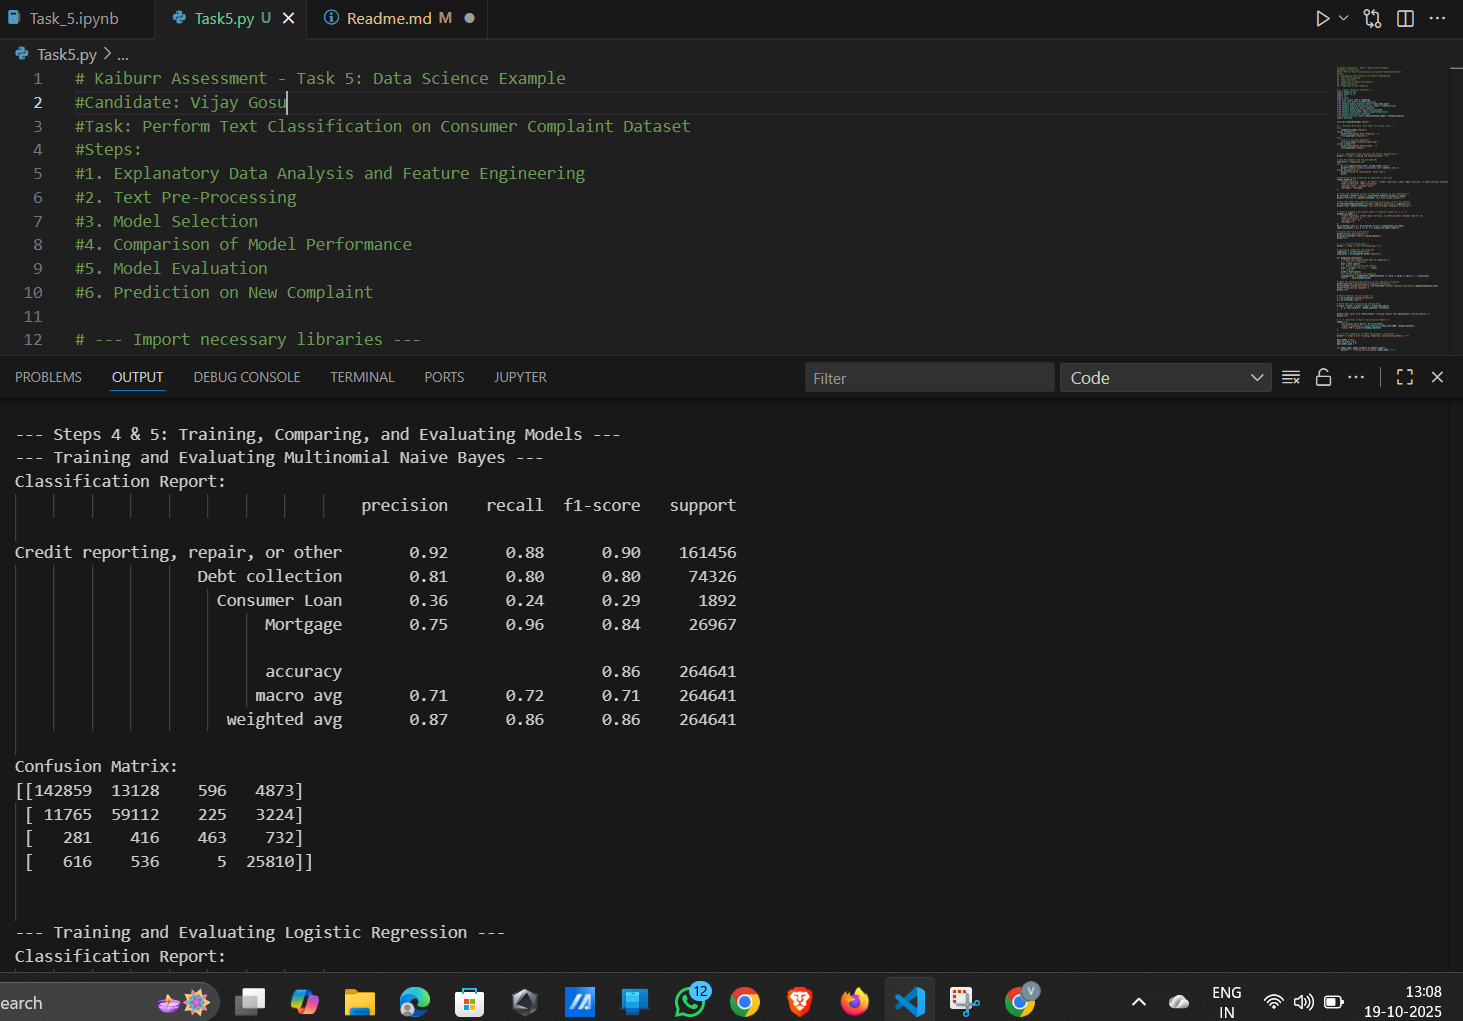 Task_5.ipynb Task5.py U Readme.md M
Task5.py > ...
1 # Kaiburr Assessment - Task 5: Data Science Example
2 #Candidate: Vijay Gosu
3 #Task: Perform Text Classification on Consumer Complaint Dataset
4 #Steps:
5 #1. Explanatory Data Analysis and Feature Engineering
6 #2. Text Pre-Processing
7 #3. Model Selection
8 #4. Comparison of Model Performance
9 #5. Model Evaluation
10 #6. Prediction on New Complaint
11
12 # --- Import necessary libraries ---
PROBLEMS OUTPUT DEBUG CONSOLE TERMINAL PORTS JUPYTER Filter Code
--- Steps 4 & 5: Training, Comparing, and Evaluating Models ---
--- Training and Evaluating Multinomial Naive Bayes ---
Classification Report:
precision recall f1-score support
Credit reporting, repair, or other 0.92 0.88 0.90 161456
Debt collection 0.81 0.80 0.80 74326
Consumer Loan 0.36 0.24 0.29 1892
Mortgage 0.75 0.96 0.84 26967
accuracy 0.86 264641
macro avg 0.71 0.72 0.71 264641
weighted avg 0.87 0.86 0.86 264641
Confusion Matrix:
[[142859 13128 596 4873]
[ 11765 59112 225 3224]
[ 281 416 463 732]
[ 616 536 5 25810]]
--- Training and Evaluating Logistic Regression ---
Classification Report:
earch 12 V ENG 13:08
IN 19-10-2025